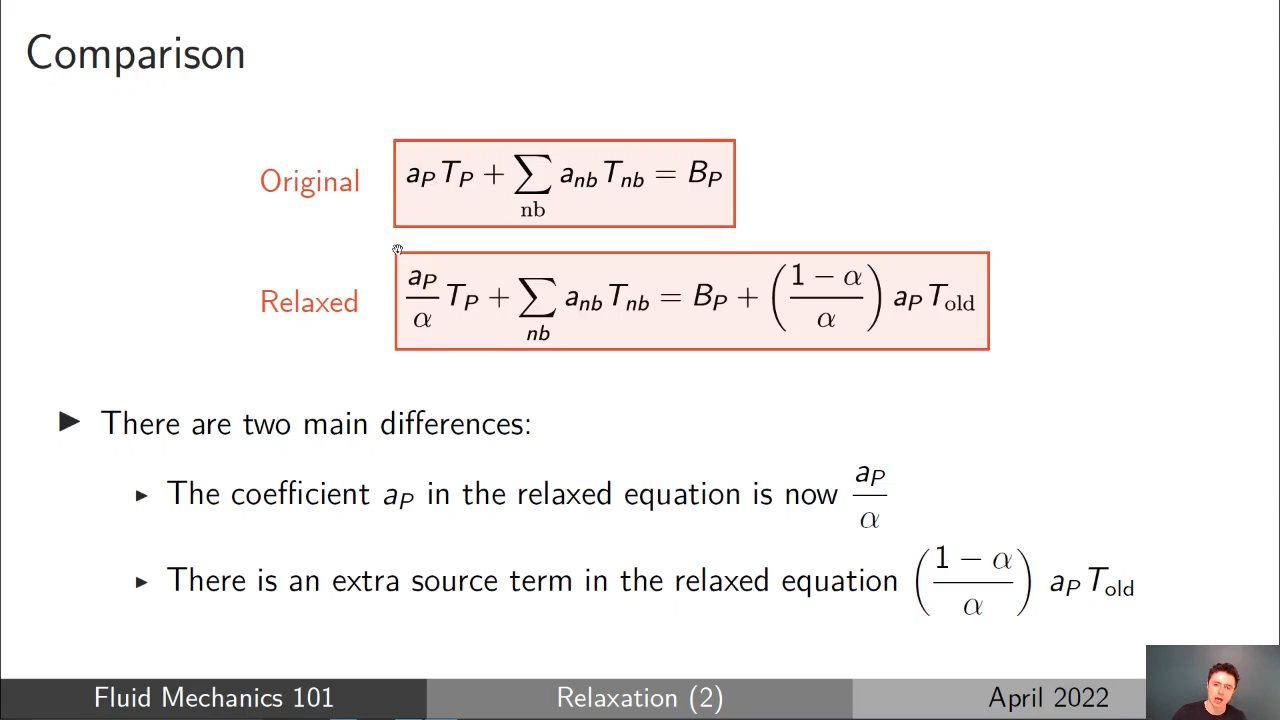 Comparison
Original
a_P T_P + ∑_nb a_nb T_nb = B_P
Relaxed
a_P/α T_P + ∑_nb a_nb T_nb = B_P + ((1 − α)/α) a_P T_old
▶ There are two main differences:
▶ The coefficient a_P in the relaxed equation is now a_P/α
▶ There is an extra source term in the relaxed equation ((1 − α)/α) a_P T_old
Fluid Mechanics 101 Relaxation (2) April 2022